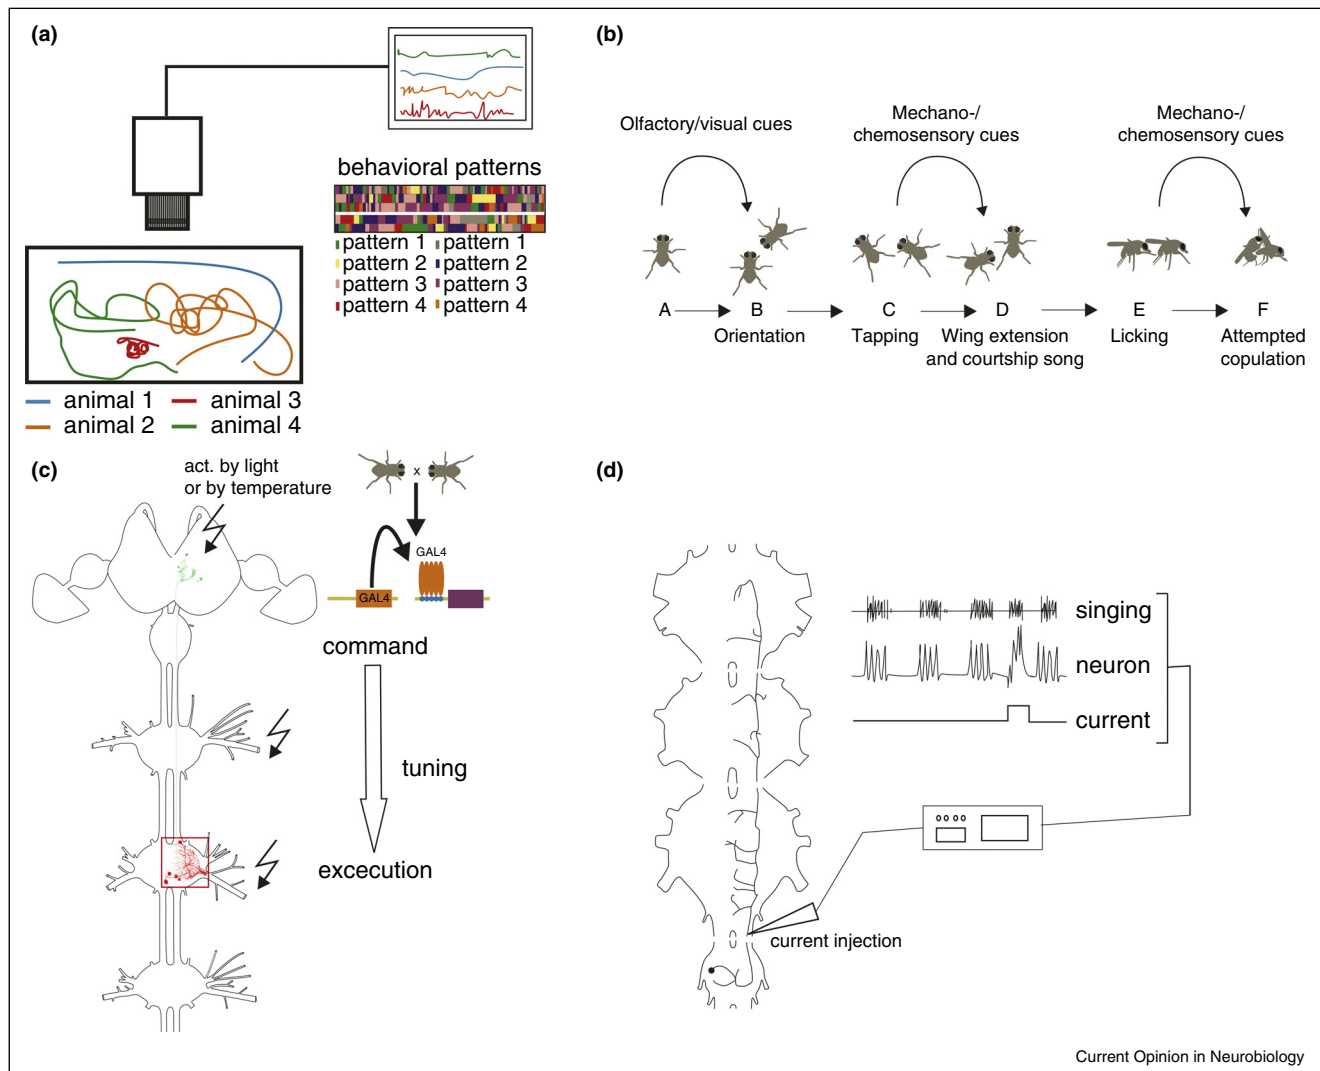 (a)
behavioral patterns
pattern 1 pattern 1
pattern 2 pattern 2
pattern 3 pattern 3
pattern 4 pattern 4
animal 1 animal 3
animal 2 animal 4
(b)
Olfactory/visual cues
Mechano-/
chemosensory cues
Mechano-/
chemosensory cues
A B C D E F
Orientation
Tapping
Wing extension
and courtship song
Licking
Attempted
copulation
(c)
act. by light
or by temperature
x
GAL4
GAL4
command
tuning
excecution
(d)
singing
neuron
current
current injection
Current Opinion in Neurobiology